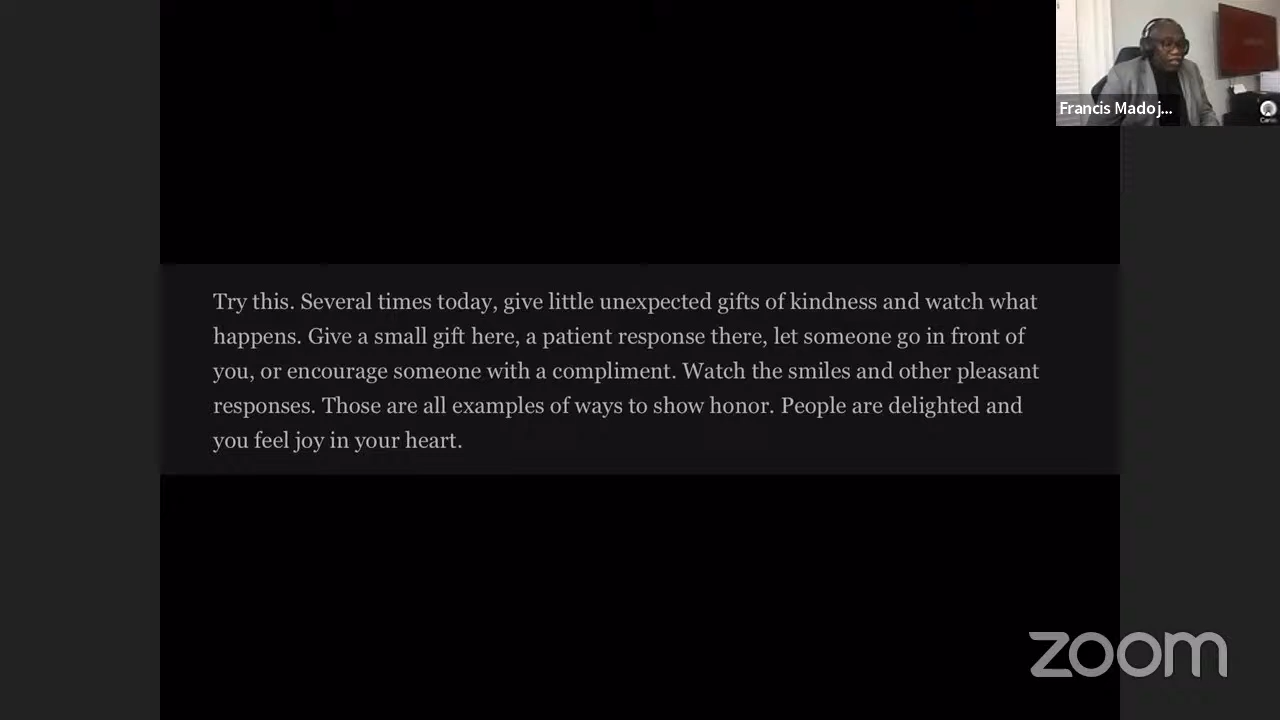 Francis Madoj...
Try this. Several times today, give little unexpected gifts of kindness and watch what
happens. Give a small gift here, a patient response there, let someone go in front of
you, or encourage someone with a compliment. Watch the smiles and other pleasant
responses. Those are all examples of ways to show honor. People are delighted and
you feel joy in your heart.
zoom